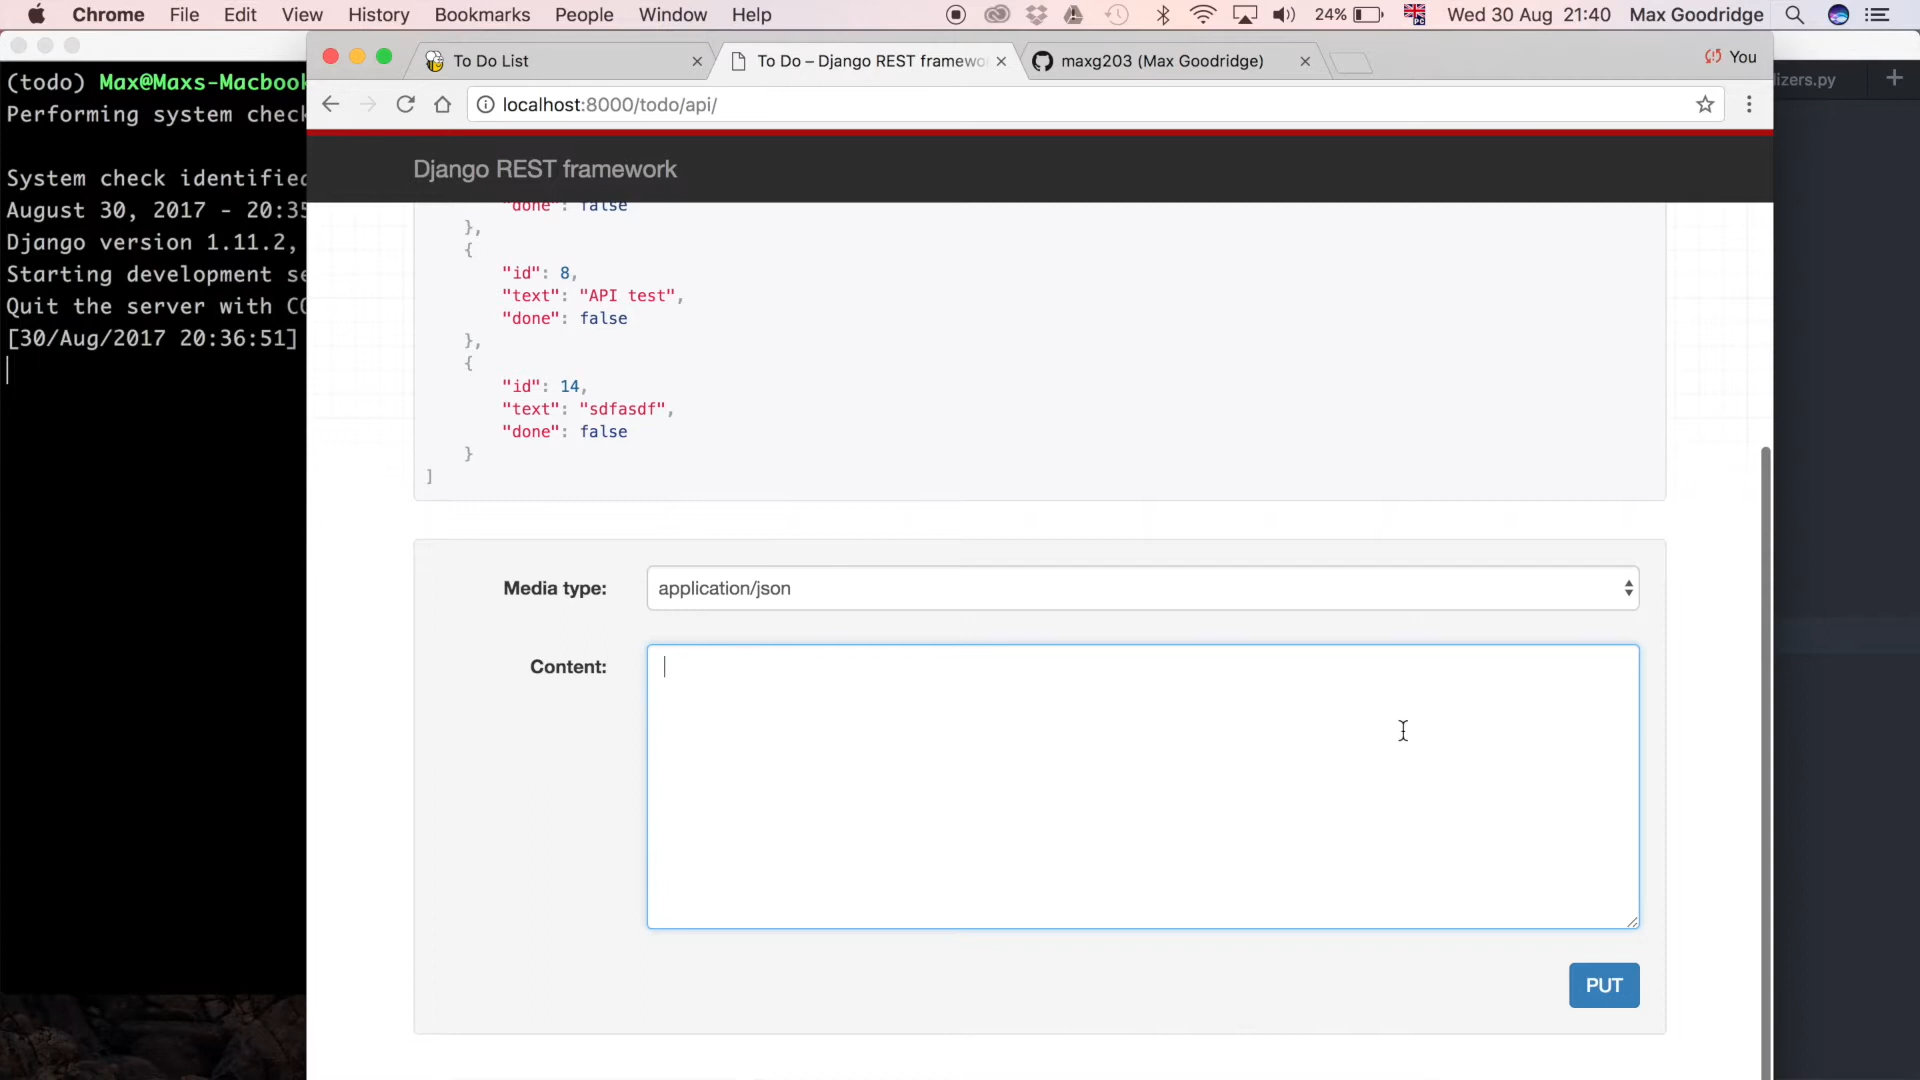 Chrome File Edit View History Bookmarks People Window Help 24% Wed 30 Aug 21:40 Max Goodridge
To Do List To Do – Django REST framewo maxg203 (Max Goodridge) You
localhost:8000/todo/api/
lizers.py
(todo) Max@Maxs-Macbook
Performing system check
System check identified
August 30, 2017 - 20:35
Django version 1.11.2,
Starting development se
Quit the server with CO
[30/Aug/2017 20:36:51]
Django REST framework
"done": false
},
{
"id": 8,
"text": "API test",
"done": false
},
{
"id": 14,
"text": "sdfasdf",
"done": false
}
]
Media type: application/json
Content:
PUT